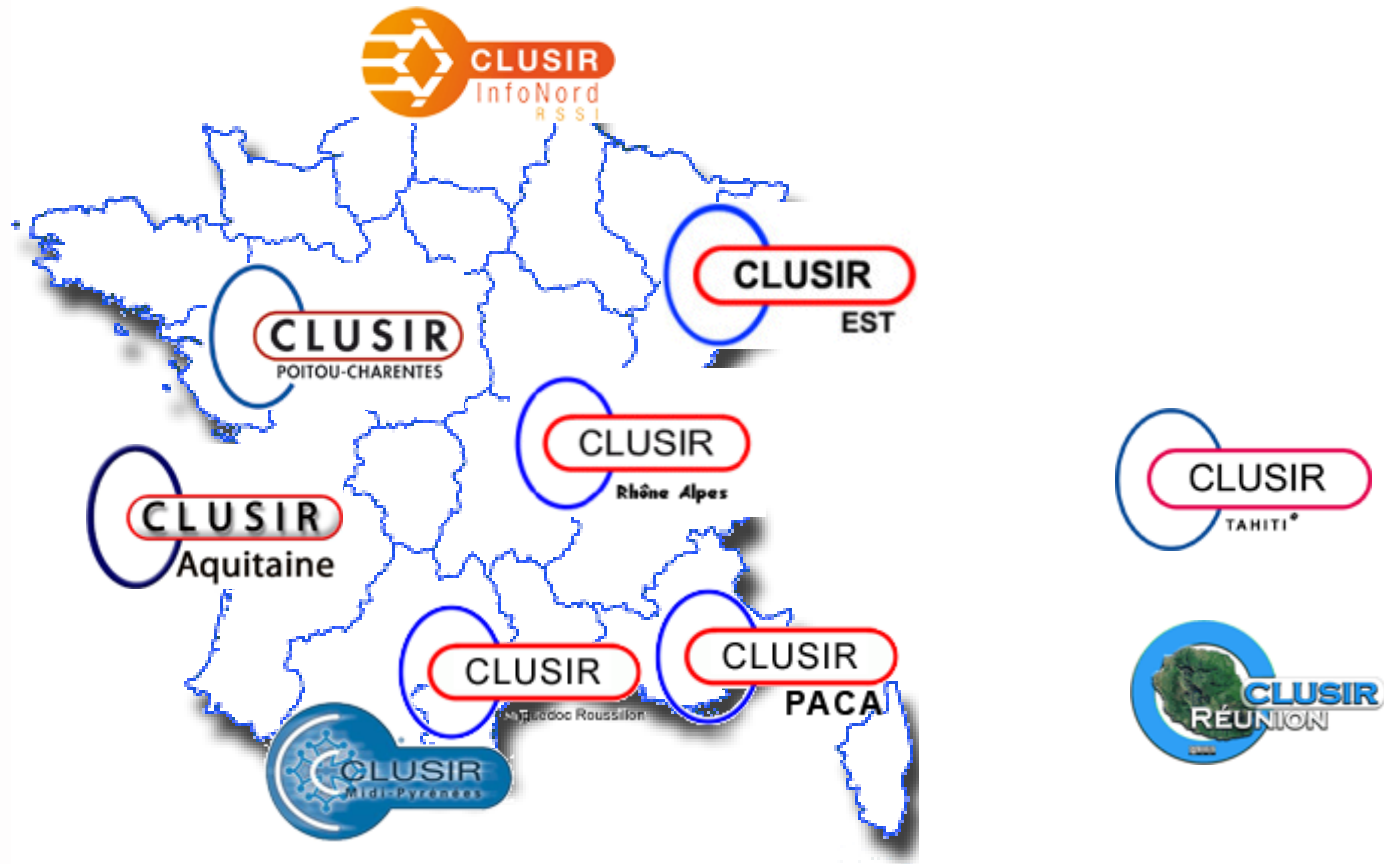 CLUSIR
InfoNord
RSSI
CLUSIR
EST
CLUSIR
POITOU-CHARENTES
CLUSIR
Rhône Alpes
CLUSIR
TAHITI
CLUSIR
Aquitaine
CLUSIR
Roussillon
CLUSIR
PACA
CLUSIR
RÉUNION
CLUSIR
Midi-Pyrénées